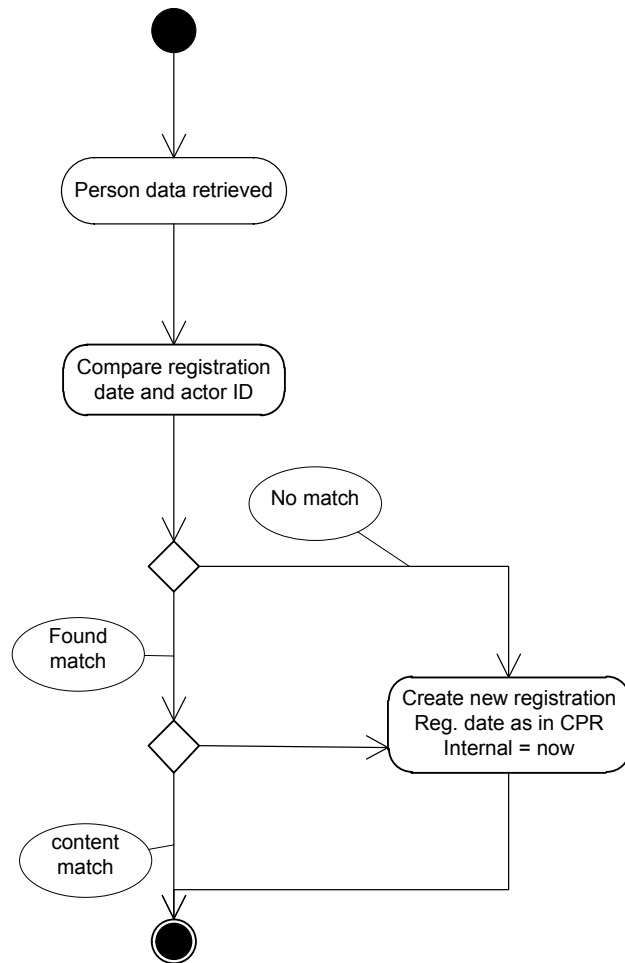 Person data retrieved
Compare registration
date and actor ID
No match
Found
match
Create new registration
Reg. date as in CPR
Internal = now
content
match